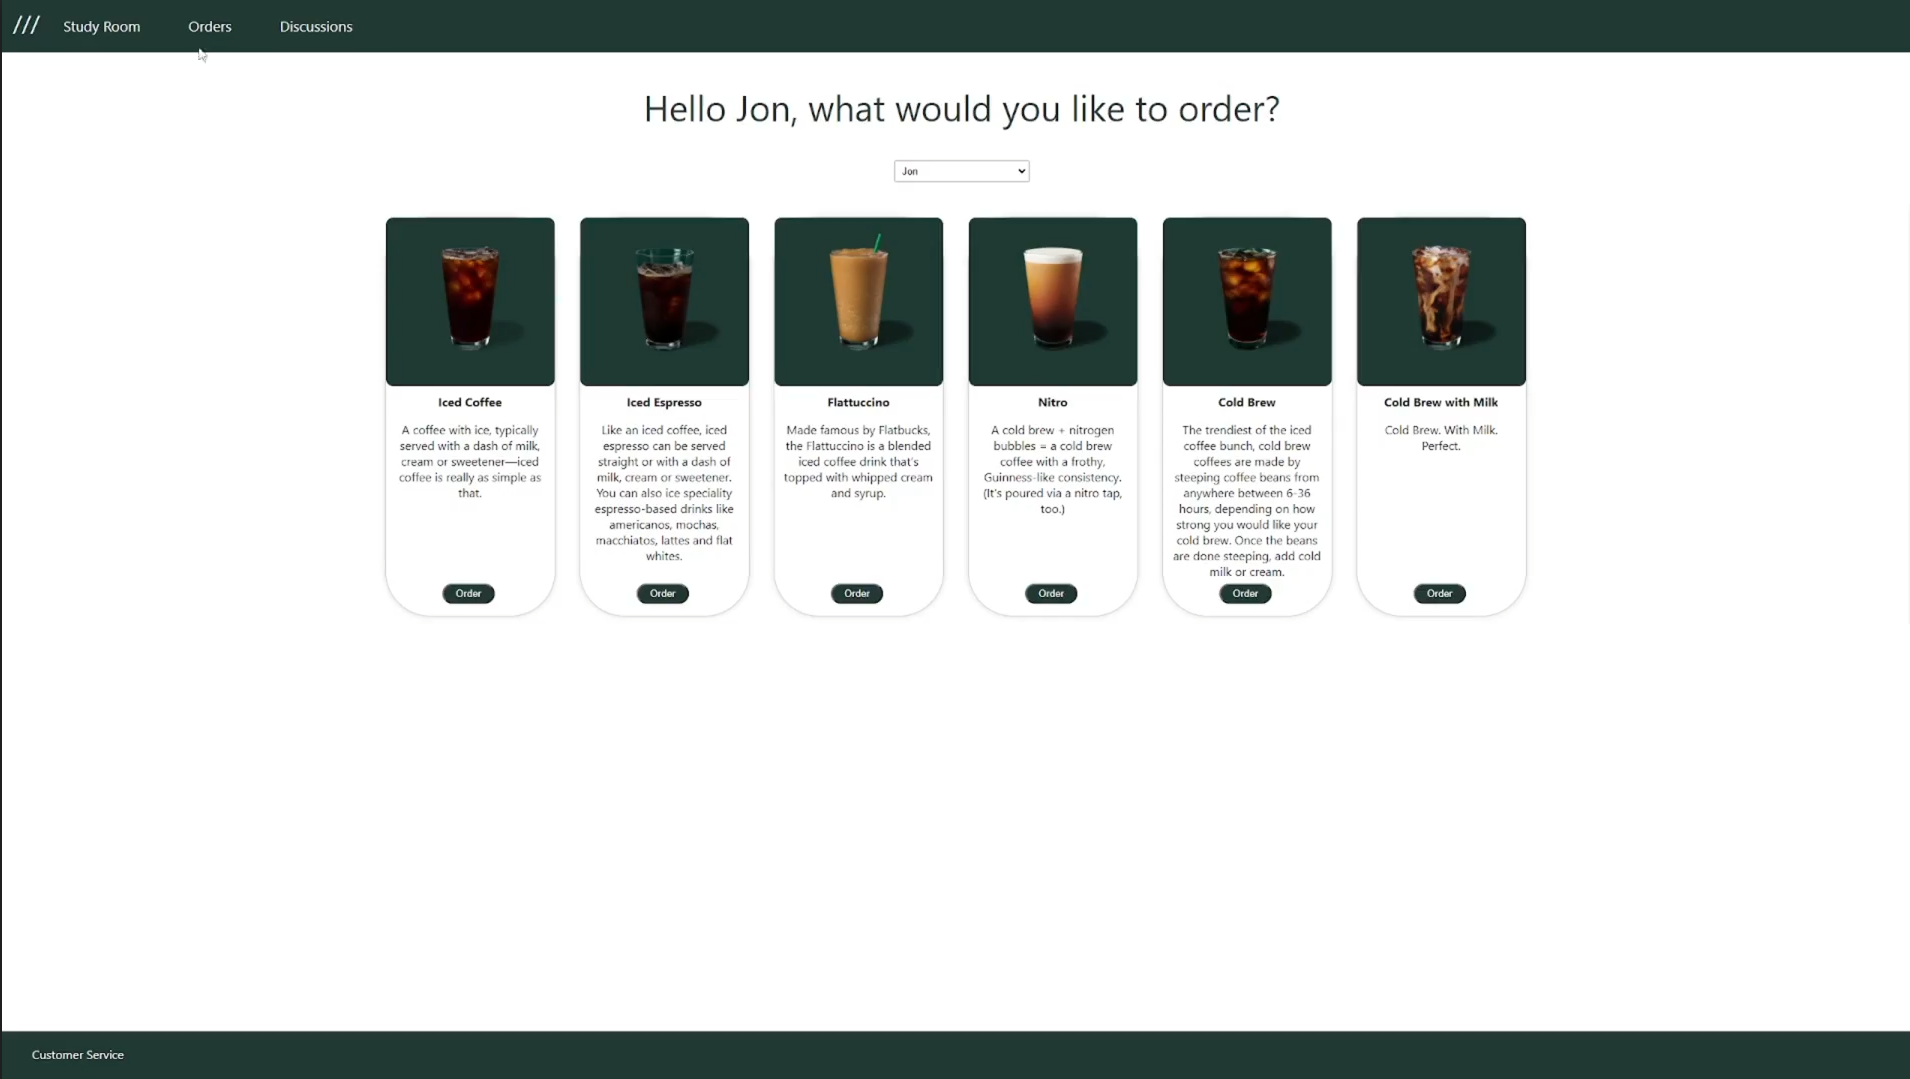 /// Study Room Orders Discussions
Hello Jon, what would you like to order?
Jon
Iced Coffee
A coffee with ice, typically
served with a dash of milk,
cream or sweetener—iced
coffee is really as simple as
that.
Order
Iced Espresso
Like an iced coffee, iced
espresso can be served
straight or with a dash of
milk, cream or sweetener.
You can also ice speciality
espresso-based drinks like
americanos, mochas,
macchiatos, lattes and flat
whites.
Order
Flattuccino
Made famous by Flatbucks,
the Flattuccino is a blended
iced coffee drink that's
topped with whipped cream
and syrup.
Order
Nitro
A cold brew + nitrogen
bubbles = a cold brew
coffee with a frothy,
Guinness-like consistency.
(It's poured via a nitro tap,
too.)
Order
Cold Brew
The trendiest of the iced
coffee bunch, cold brew
coffees are made by
steeping coffee beans from
anywhere between 6-36
hours, depending on how
strong you would like your
cold brew. Once the beans
are done steeping, add cold
milk or cream.
Order
Cold Brew with Milk
Cold Brew. With Milk.
Perfect.
Order
Customer Service